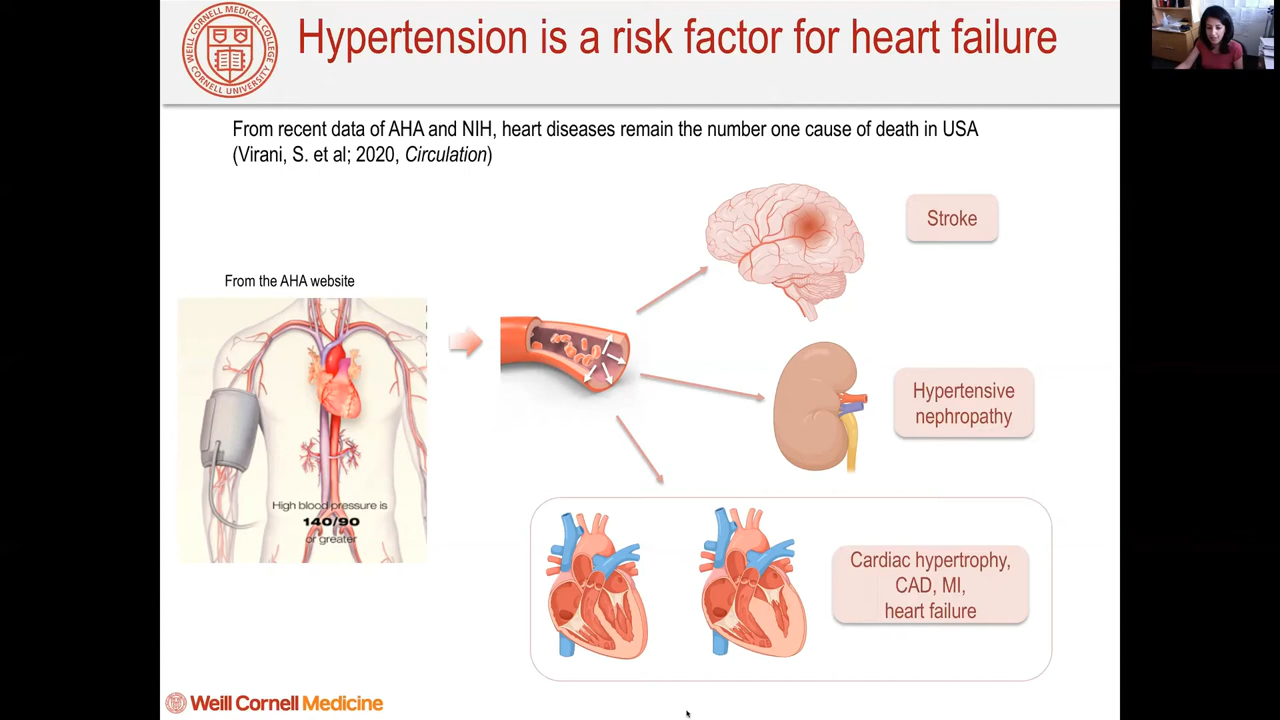 WEILL CORNELL MEDICAL COLLEGE
CORNELL UNIVERSITY
Hypertension is a risk factor for heart failure
From recent data of AHA and NIH, heart diseases remain the number one cause of death in USA
(Virani, S. et al; 2020, Circulation)
Stroke
From the AHA website
Hypertensive
nephropathy
High blood pressure is
140/90
or greater
Cardiac hypertrophy,
CAD, MI,
heart failure
Weill Cornell Medicine